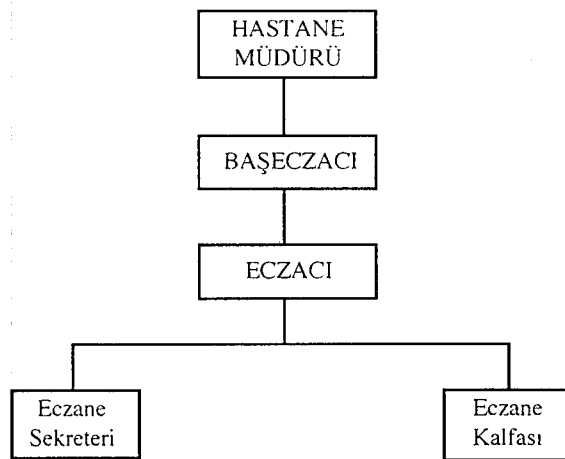 HASTANE
MÜDÜRÜ
BAŞECZACI
ECZACI
Eczane
Sekreteri
Eczane
Kalfası